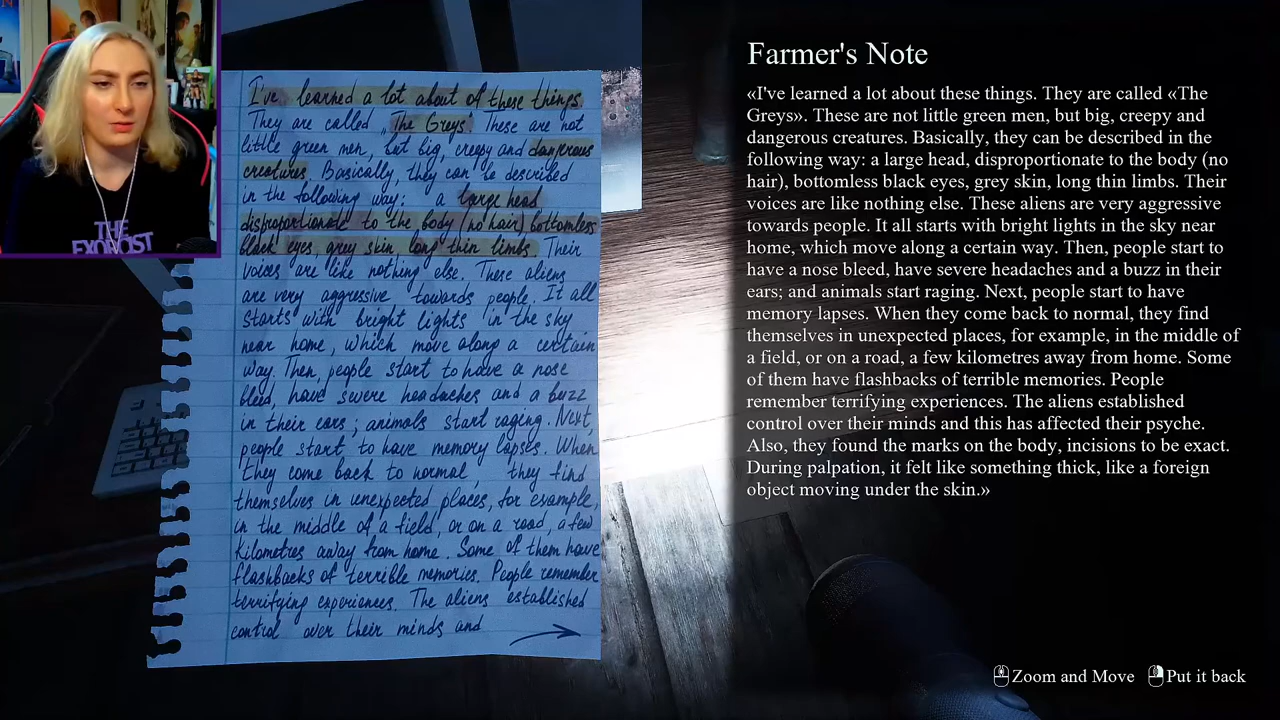 THE
EXORCIST
I've learned a lot about of these things.
They are called „The Greys". These are not
little green men, but big, creepy and dangerous
creatures. Basically, they can be described
in the following way: a large head
disproportionate to the body (no hair) bottomless
black eyes, grey skin, long thin limbs. Their
voices are like nothing else. These aliens
are very aggressive towards people. It all
starts with bright lights in the sky
near home, which move along a certain
way. Then, people start to have a nose
bleed, have severe headaches and a buzz
in their ears; animals start raging. Next
people start to have memory lapses. When
they come back to normal, they find
themselves in unexpected places, for example,
in the middle of a field, or on a road, a few
kilometres away from home. Some of them have
flashbacks of terrible memories. People remember
terrifying experiences. The aliens established
control over their minds and
Farmer's Note
«I've learned a lot about these things. They are called «The
Greys». These are not little green men, but big, creepy and
dangerous creatures. Basically, they can be described in the
following way: a large head, disproportionate to the body (no
hair), bottomless black eyes, grey skin, long thin limbs. Their
voices are like nothing else. These aliens are very aggressive
towards people. It all starts with bright lights in the sky near
home, which move along a certain way. Then, people start to
have a nose bleed, have severe headaches and a buzz in their
ears; and animals start raging. Next, people start to have
memory lapses. When they come back to normal, they find
themselves in unexpected places, for example, in the middle of
a field, or on a road, a few kilometres away from home. Some
of them have flashbacks of terrible memories. People
remember terrifying experiences. The aliens established
control over their minds and this has affected their psyche.
Also, they found the marks on the body, incisions to be exact.
During palpation, it felt like something thick, like a foreign
object moving under the skin.»
Zoom and Move
Put it back